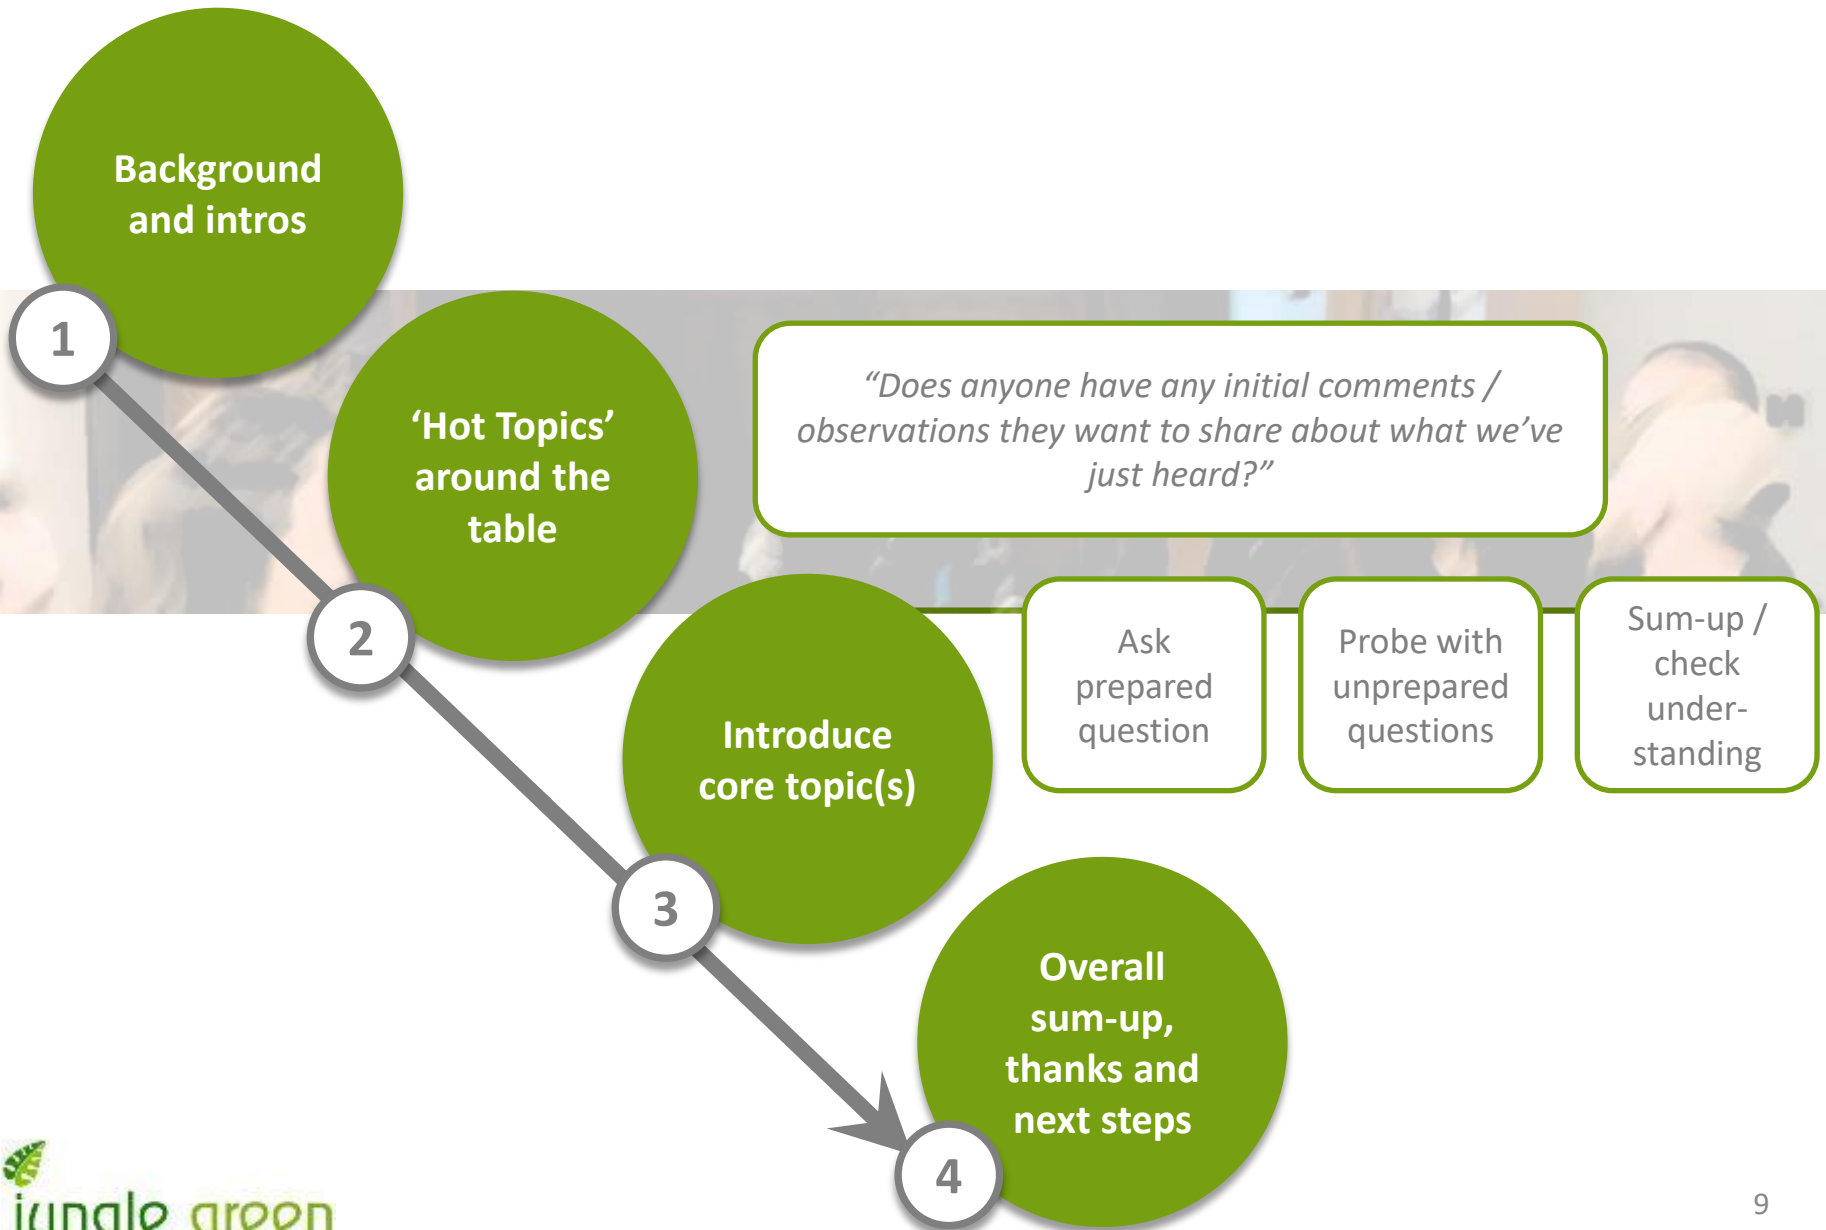 Background
and intros
1
‘Hot Topics’
around the
table
“Does anyone have any initial comments /
observations they want to share about what we’ve
just heard?”
2
Introduce
core topic(s)
Ask
prepared
question
Probe with
unprepared
questions
Sum-up /
check
under-
standing
3
Overall
sum-up,
thanks and
next steps
4
jungle green
9